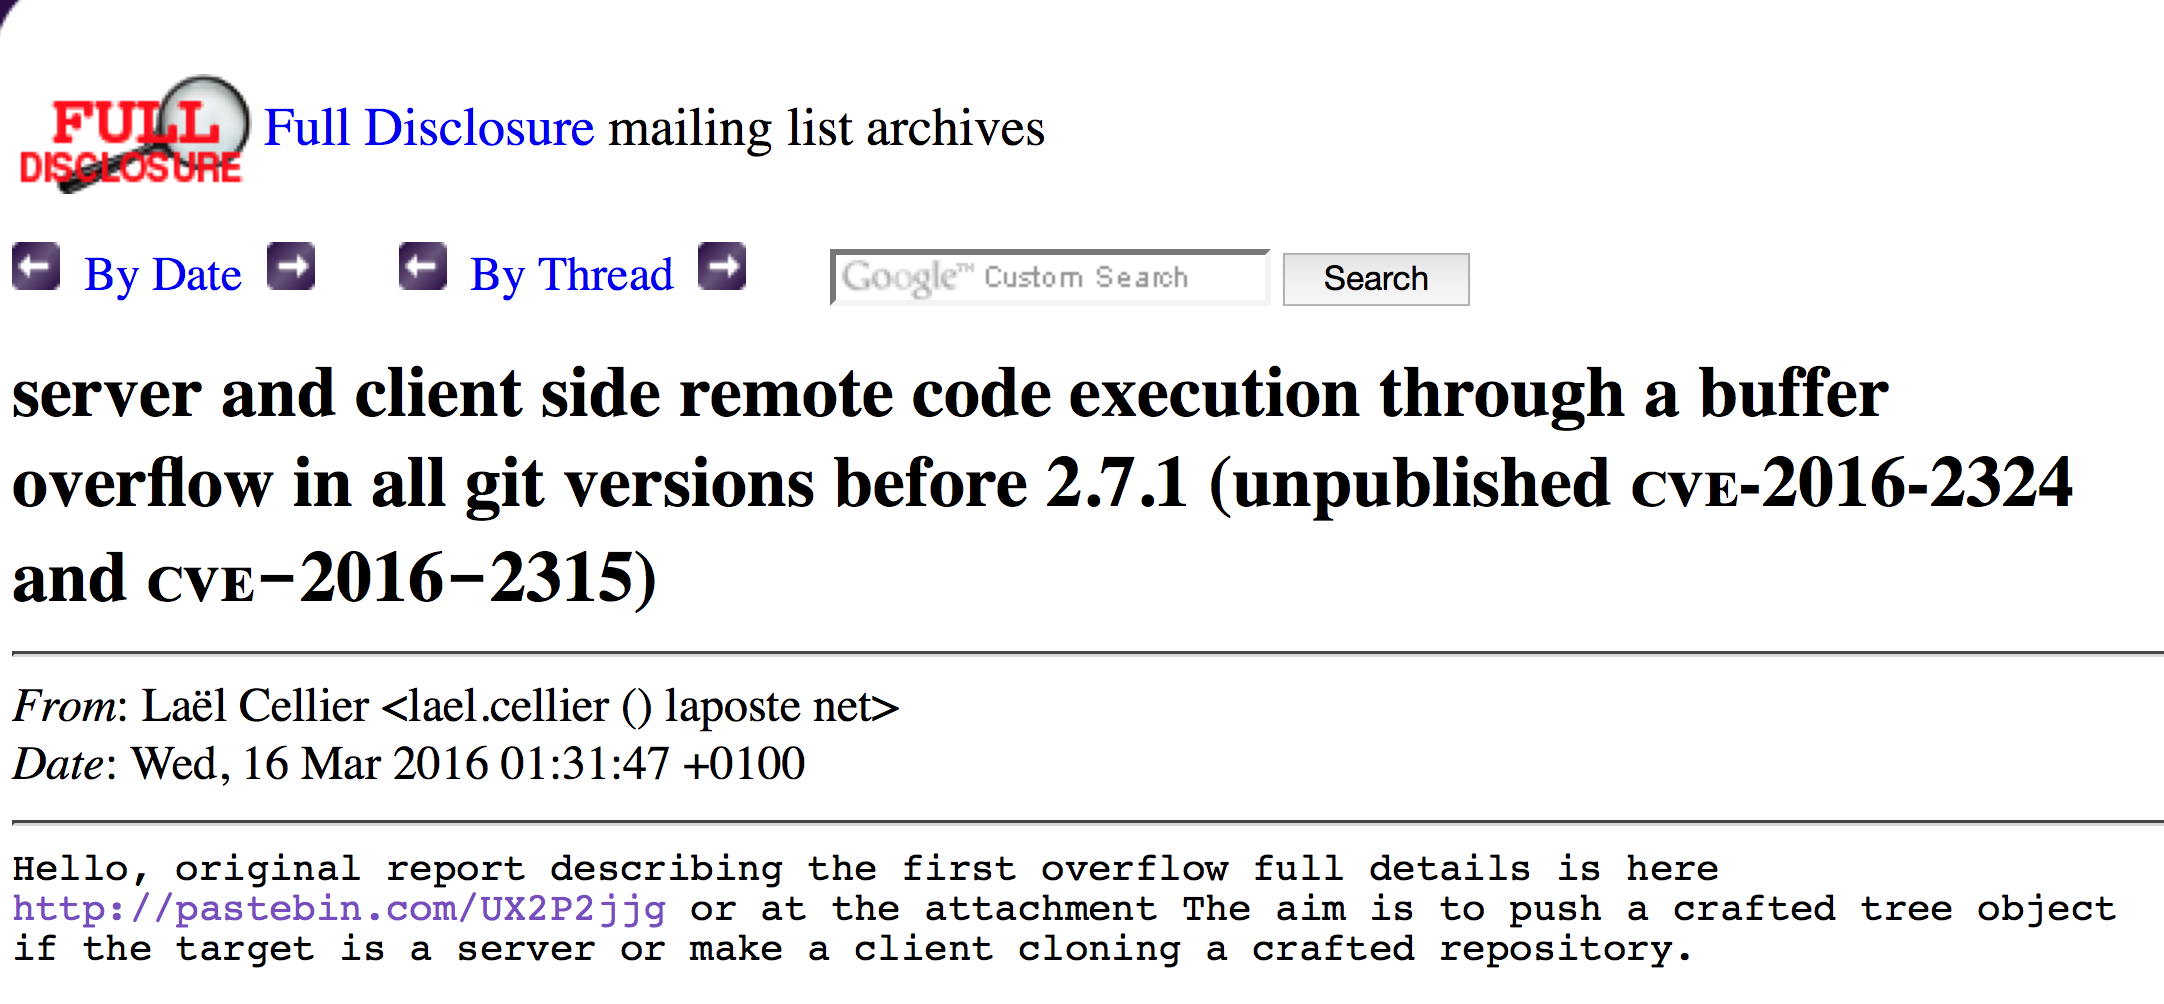 FULL
DISCLOSURE
Full Disclosure mailing list archives
By Date By Thread Google™ Custom Search Search
server and client side remote code execution through a buffer
overflow in all git versions before 2.7.1 (unpublished ᴄᴠᴇ-2016-2324
and ᴄᴠᴇ‑2016‑2315)
From: Laël Cellier <lael.cellier () laposte net>
Date: Wed, 16 Mar 2016 01:31:47 +0100
Hello, original report describing the first overflow full details is here
http://pastebin.com/UX2P2jjg or at the attachment The aim is to push a crafted tree object
if the target is a server or make a client cloning a crafted repository.